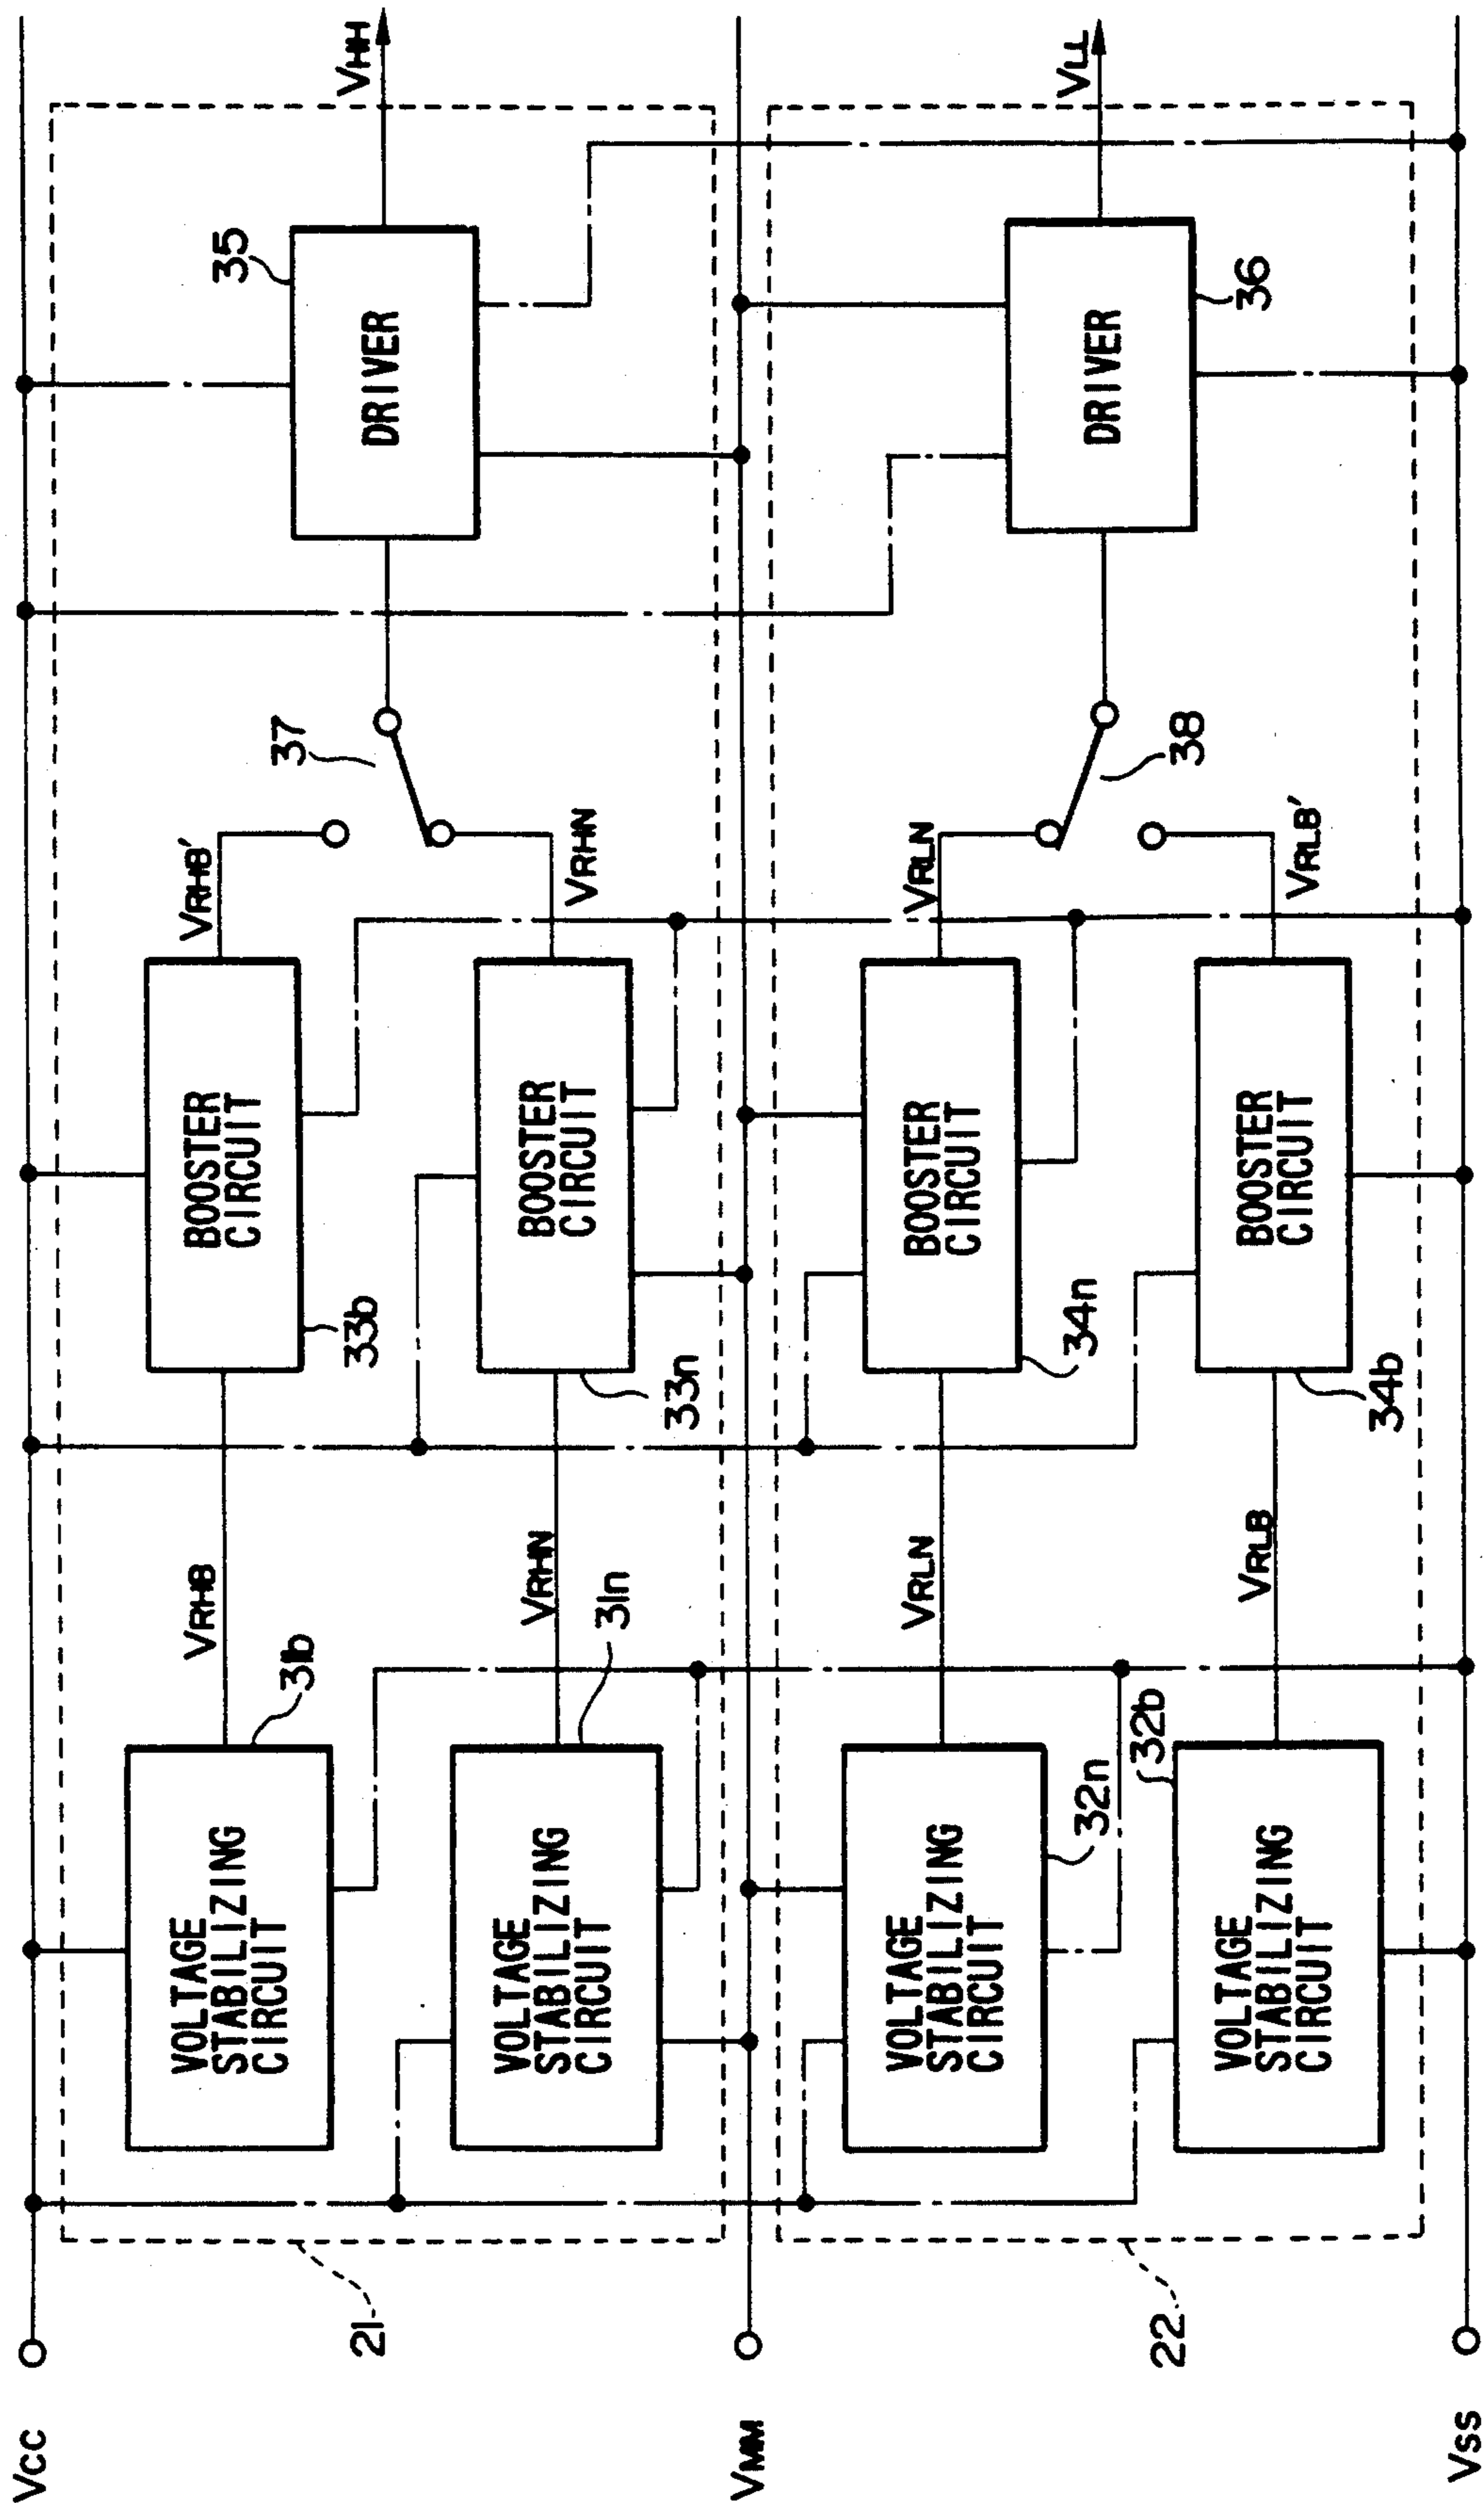 VCC
VMM
VSS
21
22
VOLTAGE
STABILIZING
CIRCUIT
31b
VOLTAGE
STABILIZING
CIRCUIT
31n
VOLTAGE
STABILIZING
CIRCUIT
32n
VOLTAGE
STABILIZING
CIRCUIT
32b
VRHB
VRHN
VRLN
VRLB
BOOSTER
CIRCUIT
33b
BOOSTER
CIRCUIT
33n
BOOSTER
CIRCUIT
34n
BOOSTER
CIRCUIT
34b
VRHB'
VRHN
VRLN
VRLB'
37
38
DRIVER
35
DRIVER
36
VHH
VLL